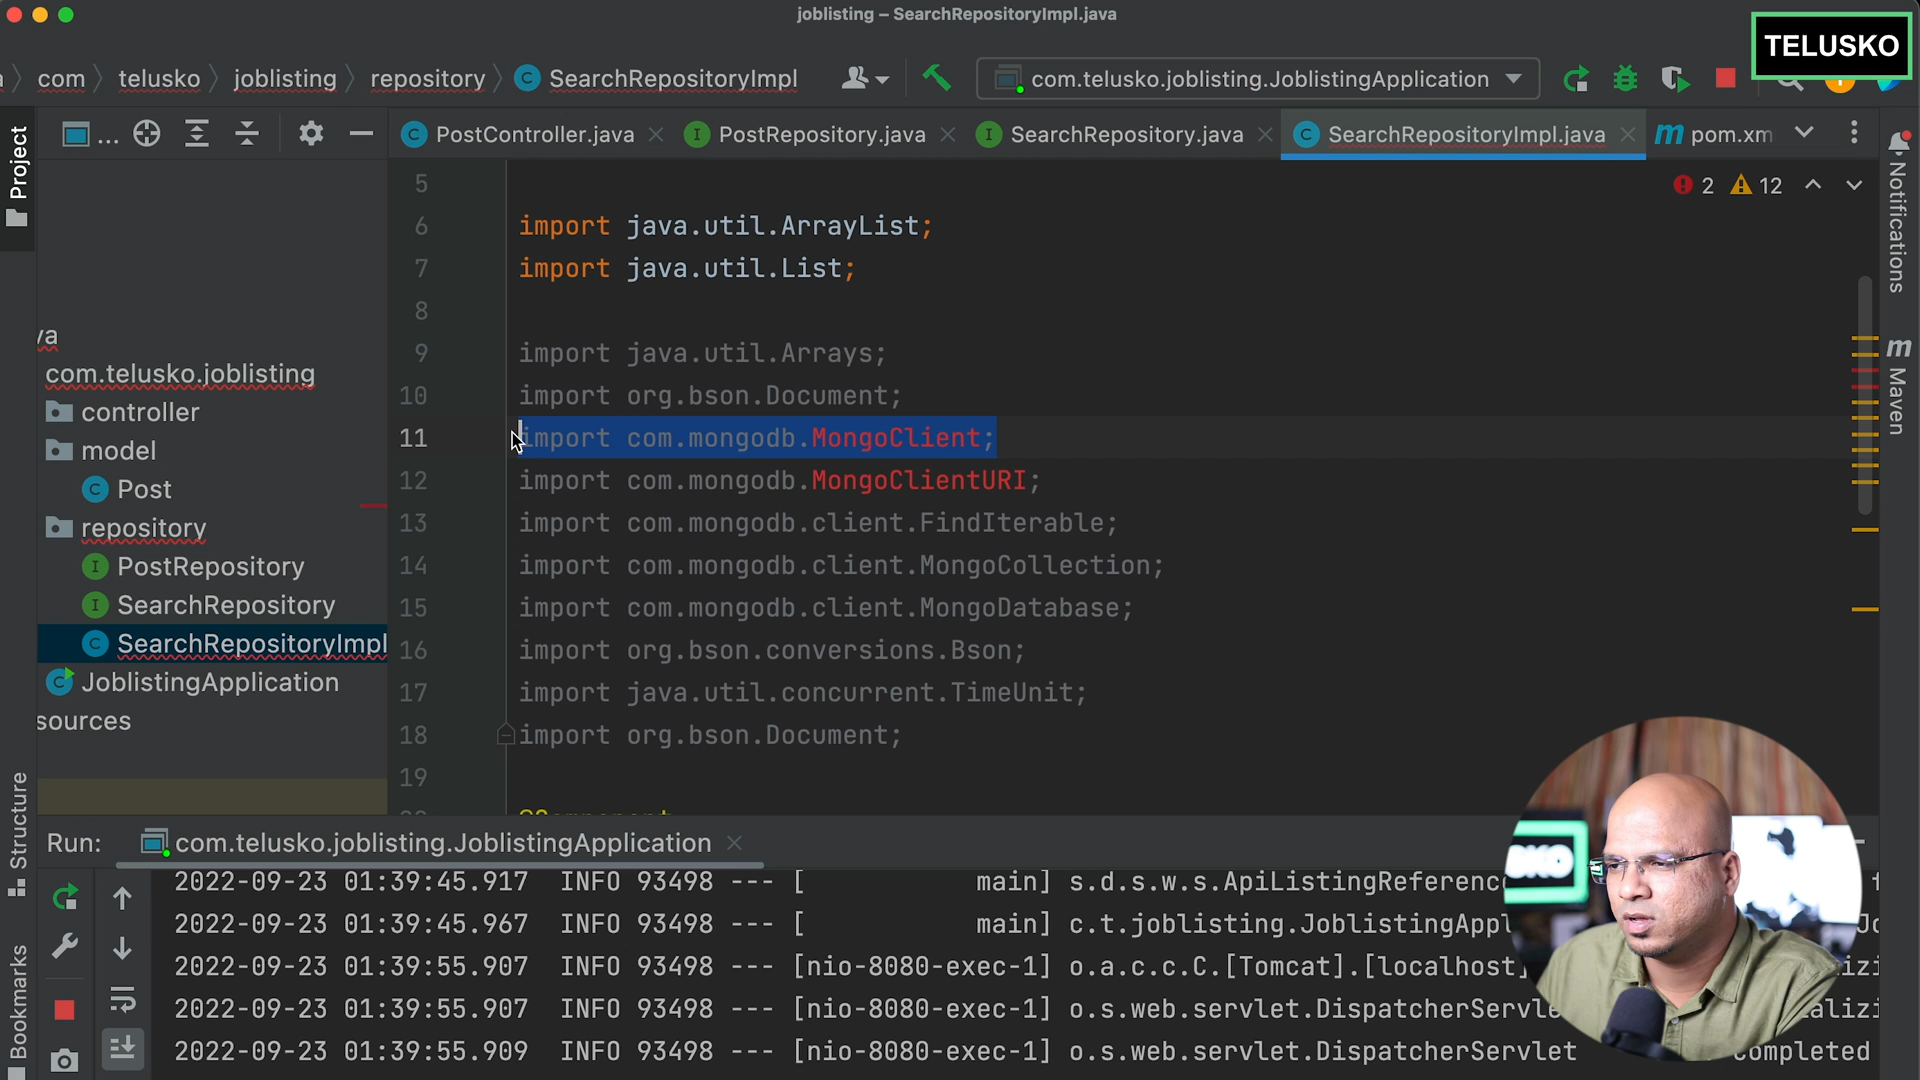 joblisting – SearchRepositoryImpl.java
TELUSKO
com telusko joblisting repository SearchRepositoryImpl com.telusko.joblisting.JoblistingApplication
Project
...
PostController.java PostRepository.java SearchRepository.java SearchRepositoryImpl.java pom.xm
2 12
Notifications
Maven
5
6 import java.util.ArrayList;
7 import java.util.List;
8
9 import java.util.Arrays;
10 import org.bson.Document;
11 import com.mongodb.MongoClient;
12 import com.mongodb.MongoClientURI;
13 import com.mongodb.client.FindIterable;
14 import com.mongodb.client.MongoCollection;
15 import com.mongodb.client.MongoDatabase;
16 import org.bson.conversions.Bson;
17 import java.util.concurrent.TimeUnit;
18 import org.bson.Document;
19
va
com.telusko.joblisting
controller
model
Post
repository
PostRepository
SearchRepository
SearchRepositoryImpl
JoblistingApplication
sources
Structure
Bookmarks
Run: com.telusko.joblisting.JoblistingApplication
2022-09-23 01:39:45.917 INFO 93498 --- [ main] s.d.s.w.s.ApiListingReferenc
2022-09-23 01:39:45.967 INFO 93498 --- [ main] c.t.joblisting.JoblistingAppl
2022-09-23 01:39:55.907 INFO 93498 --- [nio-8080-exec-1] o.a.c.c.C.[Tomcat].[localhost]
2022-09-23 01:39:55.907 INFO 93498 --- [nio-8080-exec-1] o.s.web.servlet.DispatcherServle
2022-09-23 01:39:55.909 INFO 93498 --- [nio-8080-exec-1] o.s.web.servlet.DispatcherServlet completed